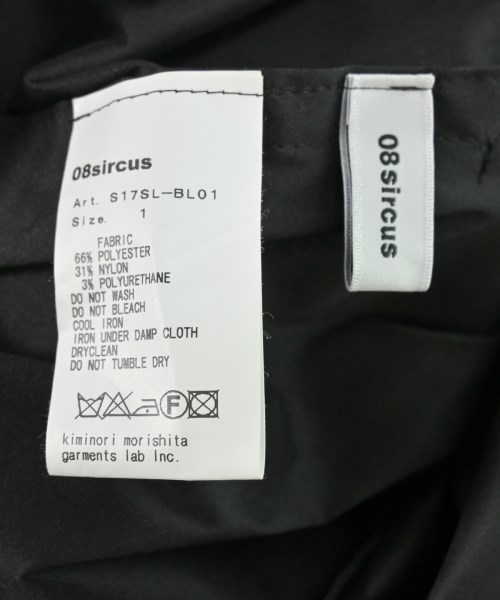 08sircus
Art. S17SL-BL01
Size. 1
FABRIC
66% POLYESTER
31% NYLON
3% POLYURETHANE
DO NOT WASH
DO NOT BLEACH
COOL IRON
IRON UNDER DAMP CLOTH
DRYCLEAN
DO NOT TUMBLE DRY
F
kiminori morishita
garments lab Inc.
08sircus